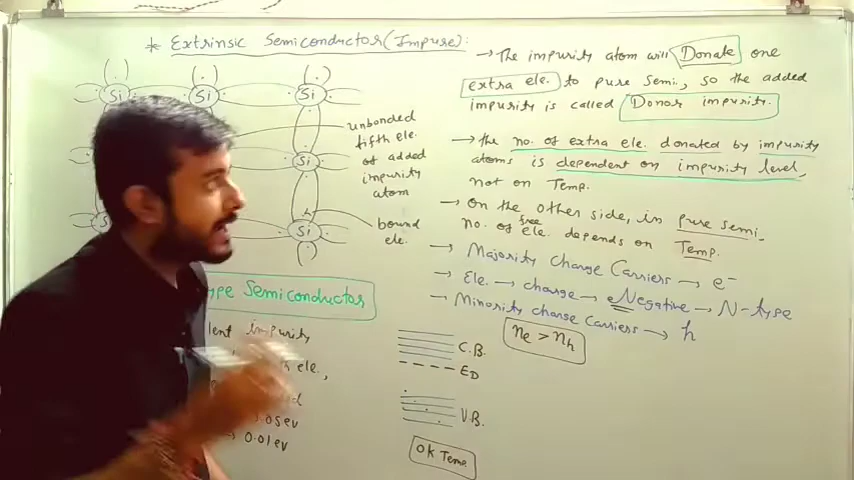 * Extrinsic Semiconductor (Impure):
Si Si Si
unbonded
fifth ele.
of added
impurity
atom
Si
bound
ele.
Si
ype Semiconductor
lent impurity
ele.,
0.05ev
→ 0.01ev
→ The impurity atom will Donate one
extra ele. to pure semi., so the added
impurity is called Donor impurity.
→ the no. of extra ele. donated by impurity
atoms is dependent on impurity level,
not on Temp.
→ On the other side, in pure semi.
no. of free ele. depends on Temp.
→ Majority Charge Carriers → e⁻
→ Ele. → charge → Negative → N-type
→ Minority charge Carriers → h
nₑ > nₕ
C.B.
E_D
V.B.
0K Temp.